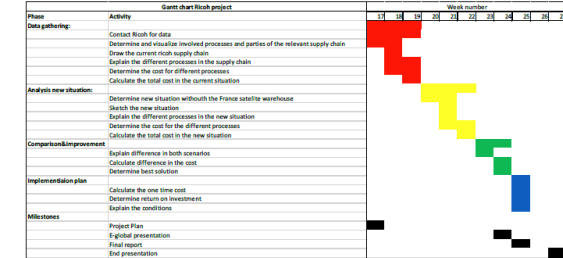 Gantt chart Ricoh project Week number
Phase Activity 17 18 19 20 21 22 23 24 25 26
Data gathering:
Contact Ricoh for data
Determine and visualize involved processes and parties of the relevant supply chain
Draw the current ricoh supply chain
Explain the different processes in the supply chain
Determine the cost for different processes
Calculate the total cost in the current situation
Analysis new situation:
Determine new situation withouth the France satelite warehouse
Sketch the new situation
Explain the different processes in the new situation
Determine the cost for the different processes
Calculate the total cost in the new situation
Comparison&improvement
Explain difference in both scenarios
Calculate difference in the cost
Determine best solution
Implementiaion plan
Calculate the one time cost
Determine return on investment
Explain the conditions
Milestones
Project Plan
E-global presentation
Final report
End presentation